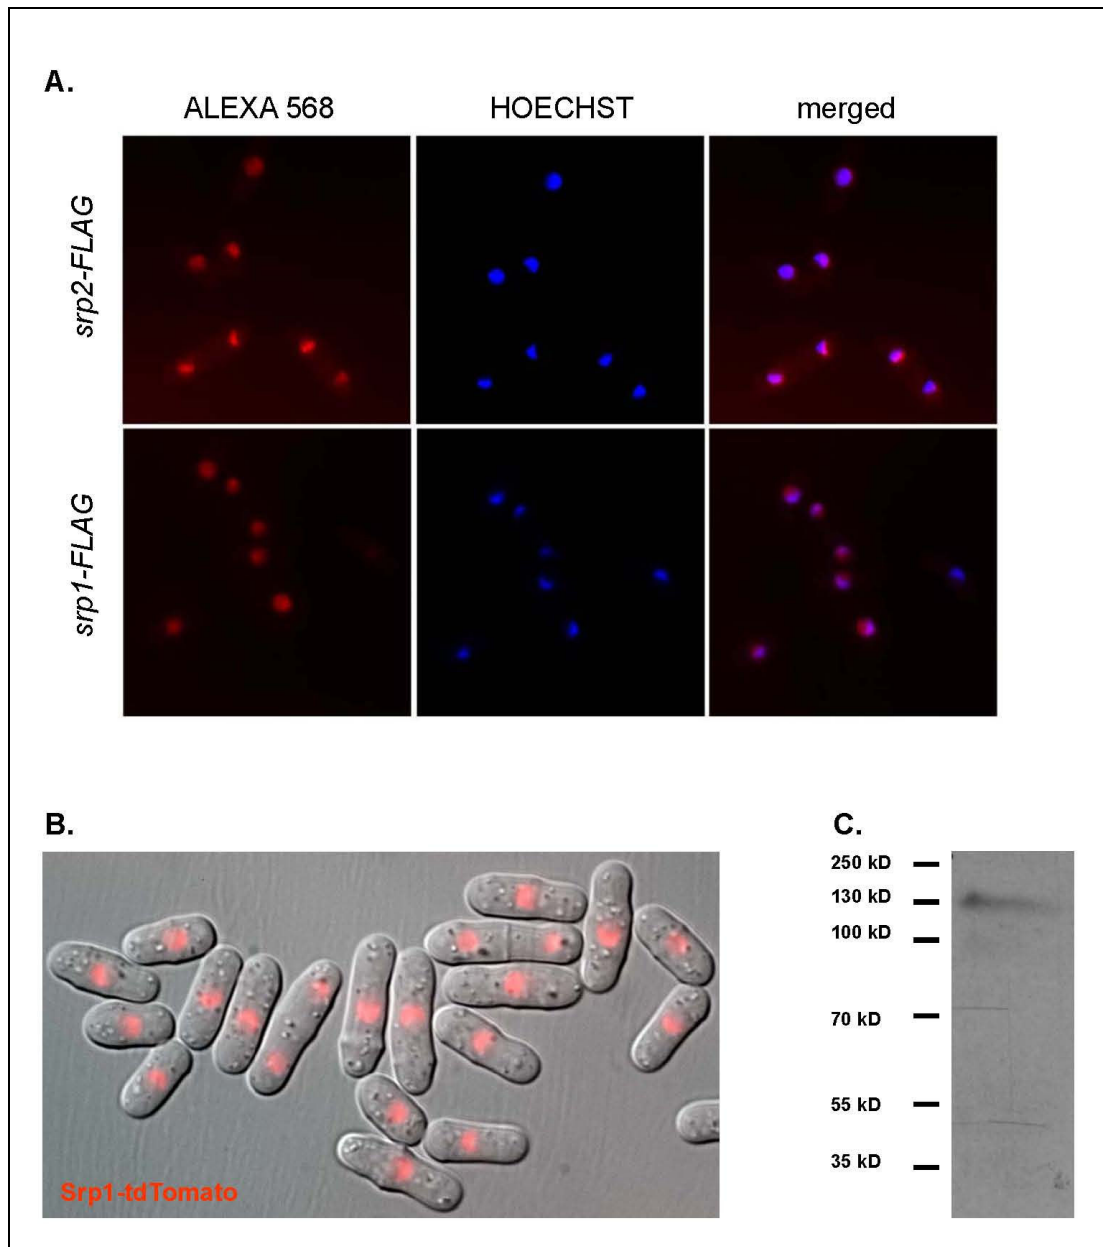 A.
ALEXA 568
HOECHST
merged
srp2-FLAG
srp1-FLAG
B.
Srp1-tdTomato
C.
250 kD
130 kD
100 kD
70 kD
55 kD
35 kD